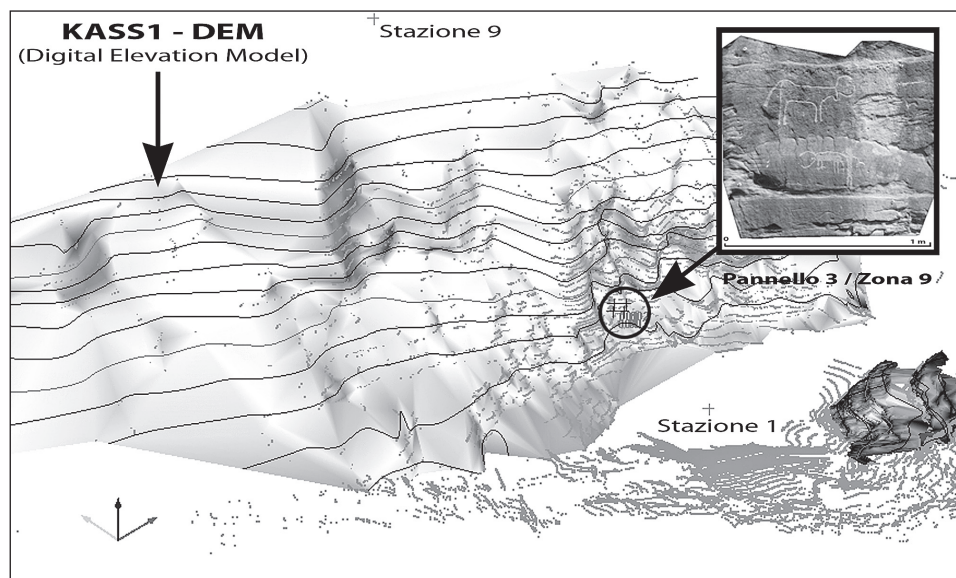 KASS1 - DEM
(Digital Elevation Model)
Stazione 9
0 1 m
Pannello 3 / Zona 9
Stazione 1